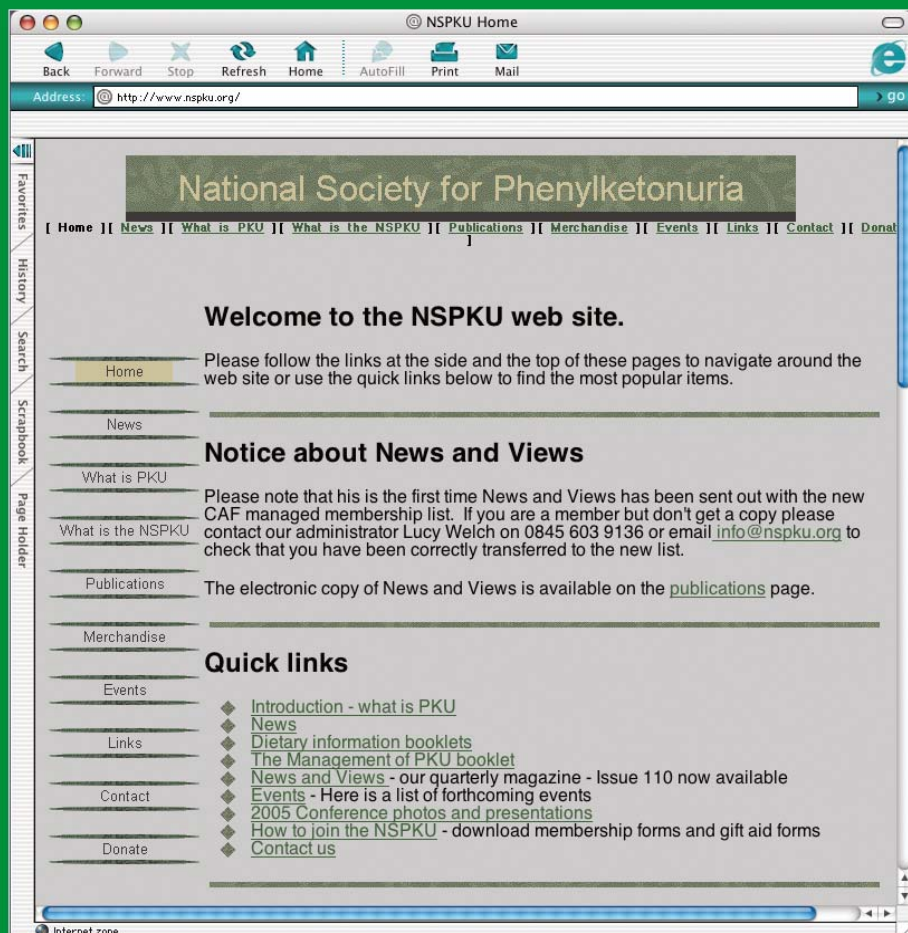 @ NSPKU Home
Back Forward Stop Refresh Home AutoFill Print Mail
Address: @ http://www.nspku.org/ › go
Favorites
History
Search
Scrapbook
Page Holder
National Society for Phenylketonuria
[ Home ][ News ][ What is PKU ][ What is the NSPKU ][ Publications ][ Merchandise ][ Events ][ Links ][ Contact ][ Donat
]
Home
News
What is PKU
What is the NSPKU
Publications
Merchandise
Events
Links
Contact
Donate
Welcome to the NSPKU web site.
Please follow the links at the side and the top of these pages to navigate around the
web site or use the quick links below to find the most popular items.
Notice about News and Views
Please note that his is the first time News and Views has been sent out with the new
CAF managed membership list. If you are a member but don't get a copy please
contact our administrator Lucy Welch on 0845 603 9136 or email info@nspku.org to
check that you have been correctly transferred to the new list.
The electronic copy of News and Views is available on the publications page.
Quick links
Introduction - what is PKU
News
Dietary information booklets
The Management of PKU booklet
News and Views - our quarterly magazine - Issue 110 now available
Events - Here is a list of forthcoming events
2005 Conference photos and presentations
How to join the NSPKU - download membership forms and gift aid forms
Contact us
Internet zone